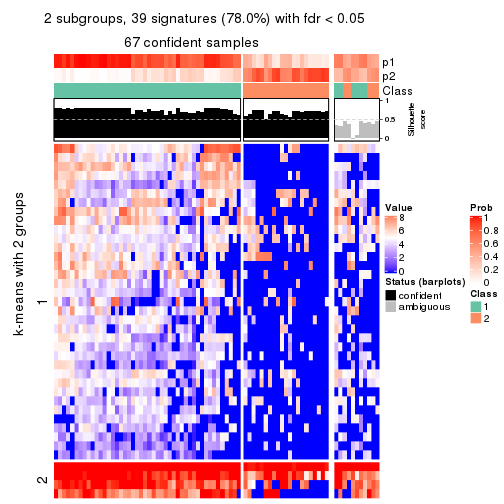 2 subgroups, 39 signatures (78.0%) with fdr < 0.05
67 confident samples
p1
p2
Class
1
0.5
0
Silhouette
score
k-means with 2 groups
1
2
Value
8
6
4
2
0
Status (barplots)
confident
ambiguous
Prob
1
0.8
0.6
0.4
0.2
0
Class
1
2